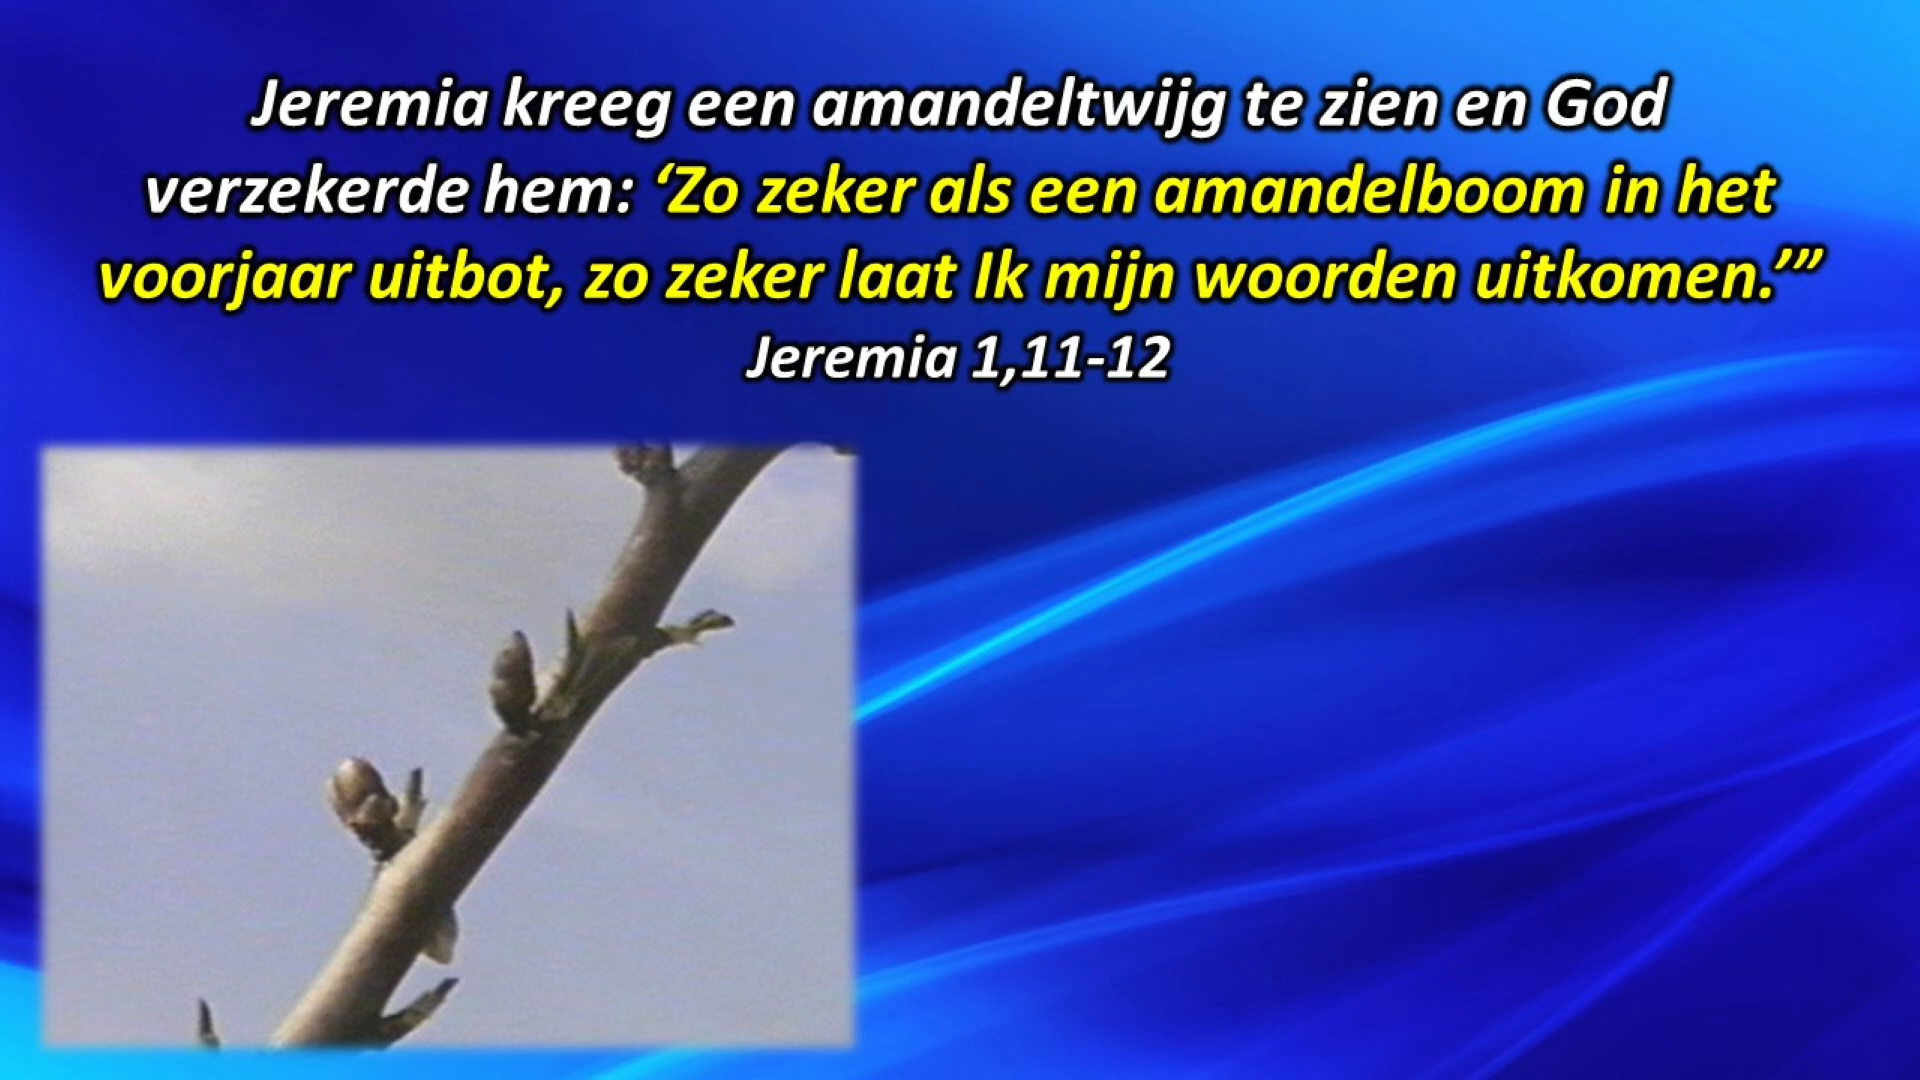 Jeremia kreeg een amandeltwijg te zien en God
verzekerde hem: ‘Zo zeker als een amandelboom in het
voorjaar uitbot, zo zeker laat Ik mijn woorden uitkomen.’”
Jeremia 1,11-12